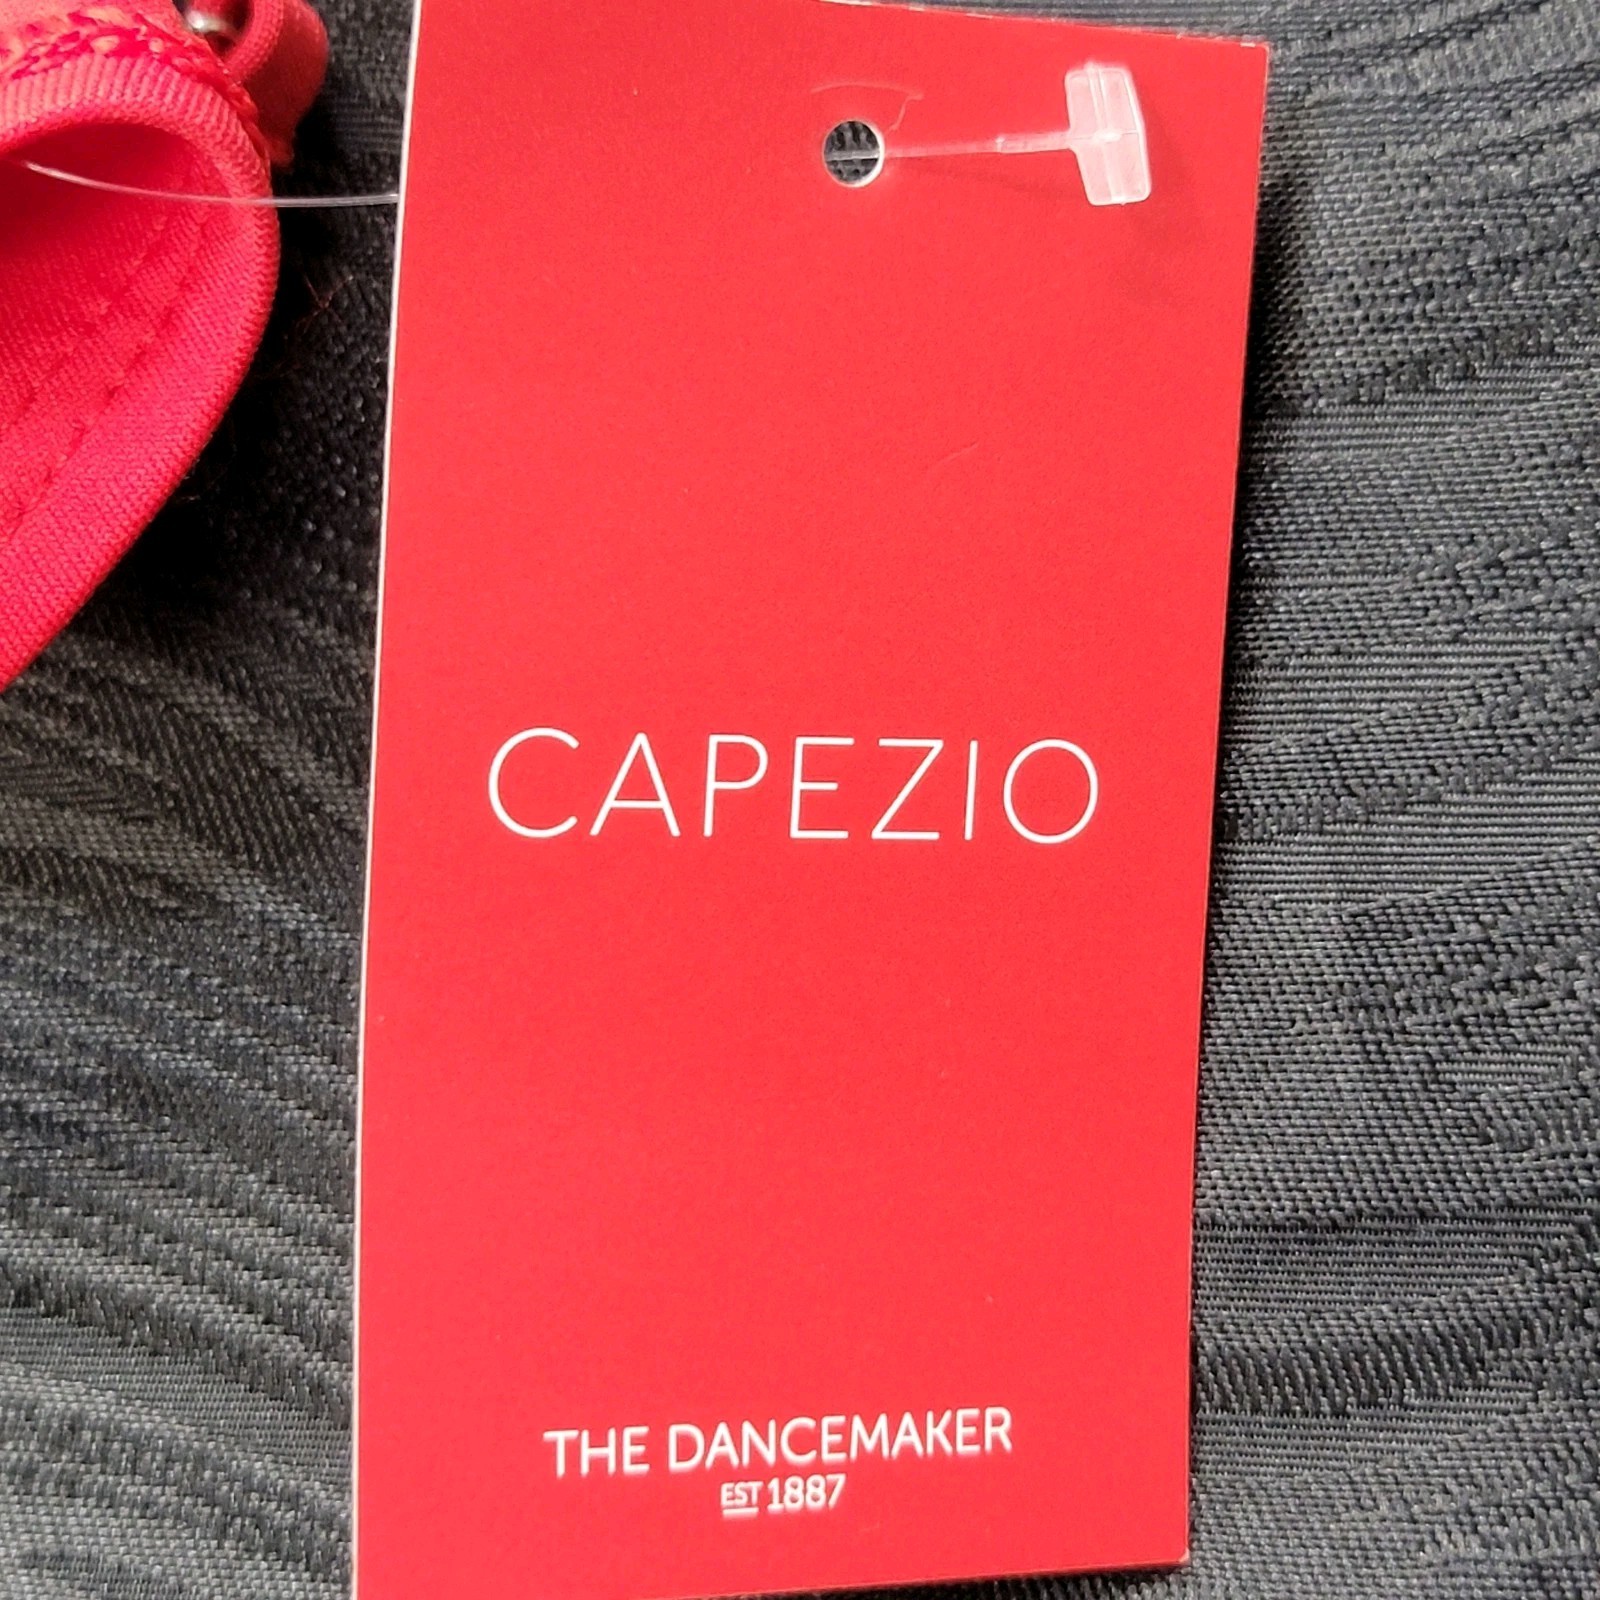 CAPEZIO
THE DANCEMAKER
EST 1887